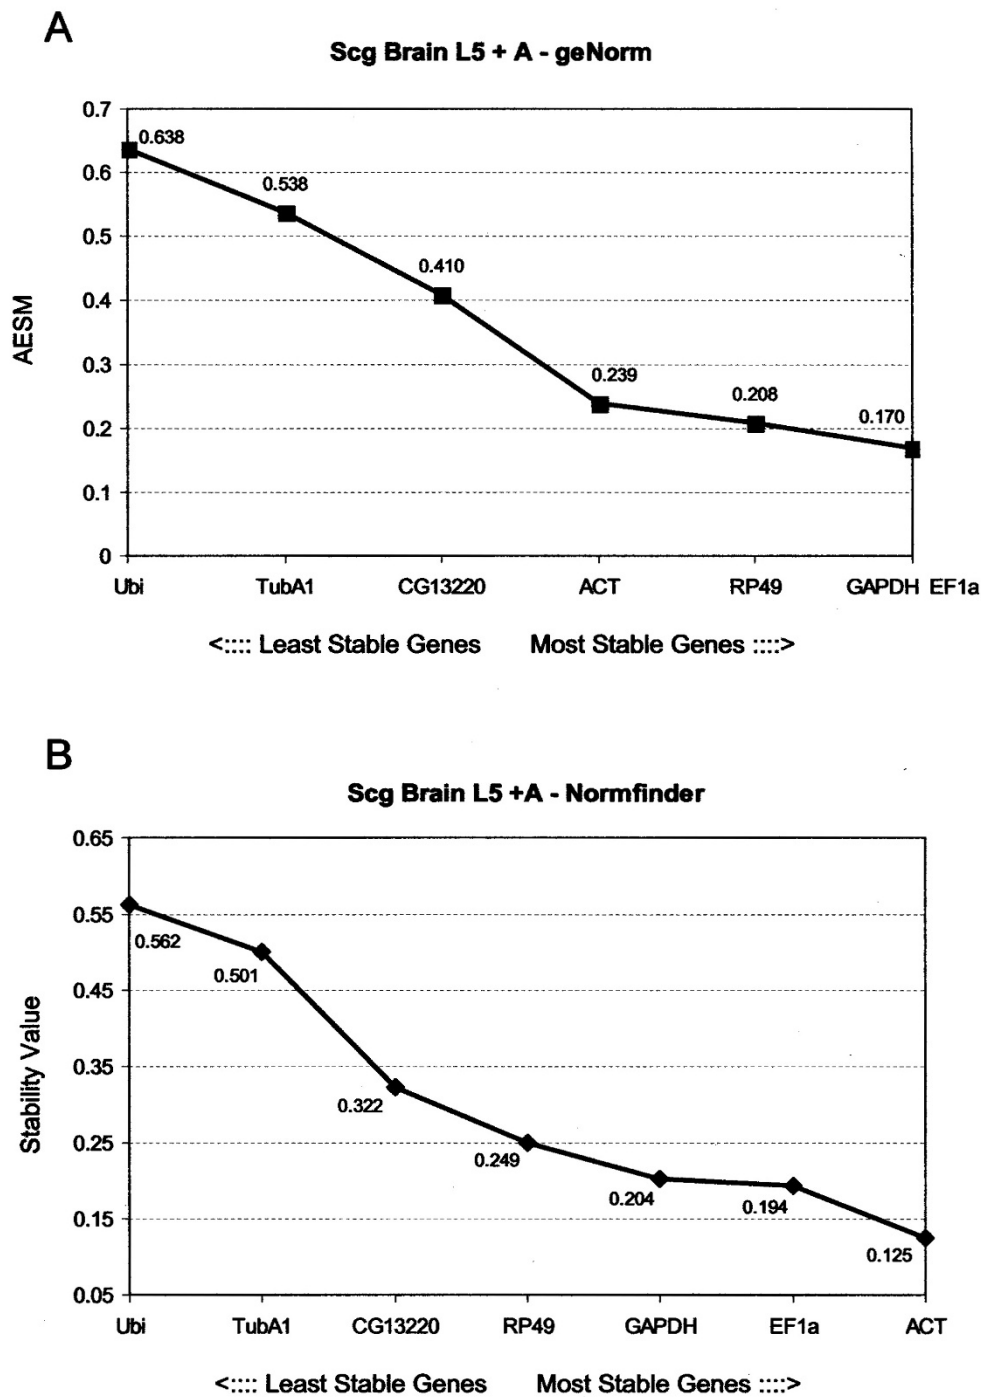 A
Scg Brain L5 + A - geNorm
0.7
0.638
0.6
0.538
0.5
0.410
0.4
AESM
0.3
0.239
0.208
0.170
0.2
0.1
0
Ubi TubA1 CG13220 ACT RP49 GAPDH EF1a
<:::: Least Stable Genes Most Stable Genes ::::>
B
Scg Brain L5 +A - Normfinder
0.65
0.55
0.562
0.501
0.45
Stability Value
0.35
0.322
0.25
0.249
0.204
0.194
0.15
0.125
0.05
Ubi TubA1 CG13220 RP49 GAPDH EF1a ACT
<:::: Least Stable Genes Most Stable Genes ::::>